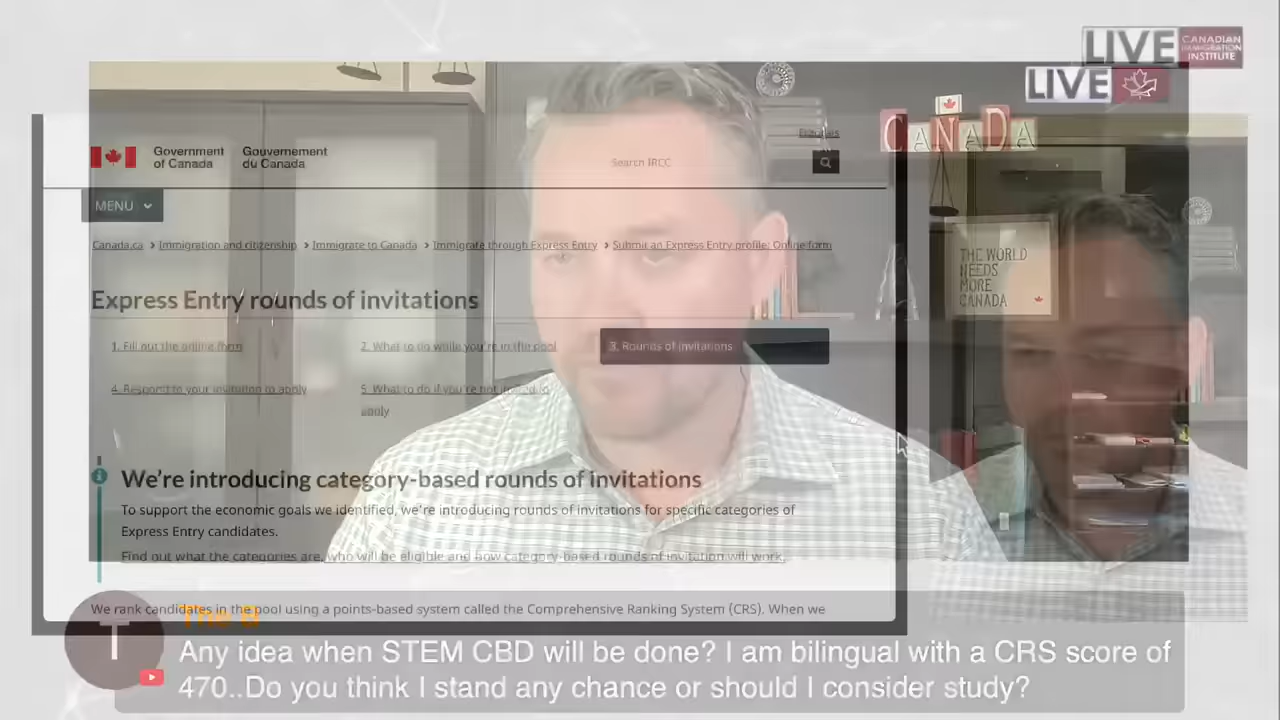 LIVE CANADIAN IMMIGRATION INSTITUTE
LIVE
CANADA
Français
Government of Canada
Gouvernement du Canada
Search IRCC
MENU
Canada.ca > Immigration and citizenship > Immigrate to Canada > Immigrate through Express Entry > Submit an Express Entry profile: Online form
THE WORLD
NEEDS
MORE
CANADA
Express Entry rounds of invitations
1. Fill out the online form
2. What to do while you're in the pool
3. Rounds of invitations
4. Respond to your invitation to apply
5. What to do if you're not invited to
apply
We're introducing category-based rounds of invitations
To support the economic goals we identified, we're introducing rounds of invitations for specific categories of
Express Entry candidates.
Find out what the categories are, who will be eligible and how category-based rounds of invitation will work.
We rank candidates in the pool using a points-based system called the Comprehensive Ranking System (CRS). When we
T
The B
Any idea when STEM CBD will be done? I am bilingual with a CRS score of
470..Do you think I stand any chance or should I consider study?